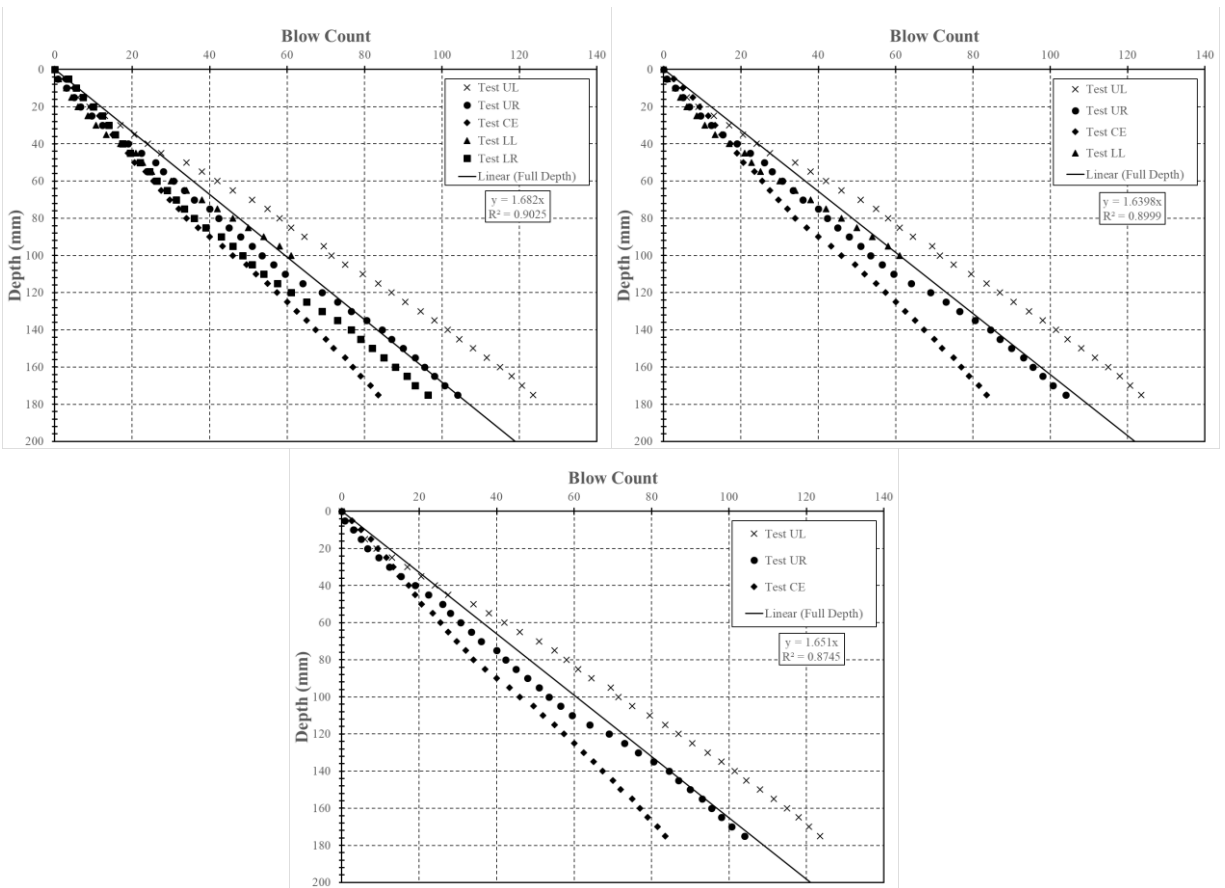 Blow Count
0 20 40 60 80 100 120 140
0
20
40
60
80
100
120
140
160
180
200
Depth (mm)
Test UL
Test UR
Test CE
Test LL
Test LR
Linear (Full Depth)
y = 1.682x
R² = 0.9025
Blow Count
0 20 40 60 80 100 120 140
0
20
40
60
80
100
120
140
160
180
200
Depth (mm)
Test UL
Test UR
Test CE
Test LL
Linear (Full Depth)
y = 1.6398x
R² = 0.8999
Blow Count
0 20 40 60 80 100 120 140
0
20
40
60
80
100
120
140
160
180
200
Depth (mm)
Test UL
Test UR
Test CE
Linear (Full Depth)
y = 1.651x
R² = 0.8745